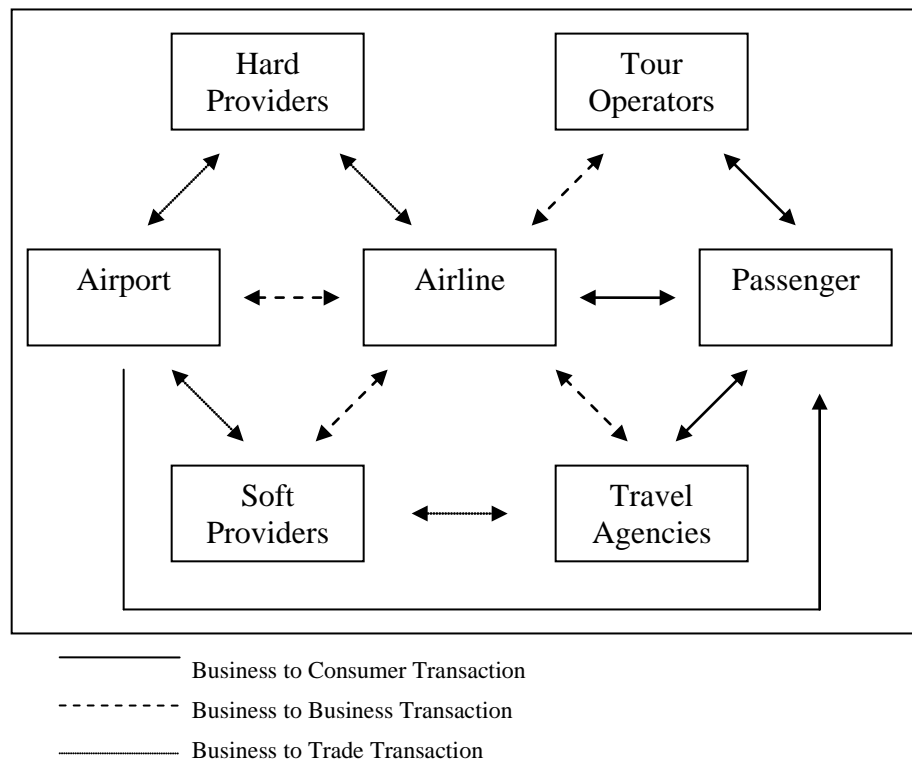 Hard
Providers
Tour
Operators
Airport
Airline
Passenger
Soft
Providers
Travel
Agencies
Business to Consumer Transaction
Business to Business Transaction
Business to Trade Transaction